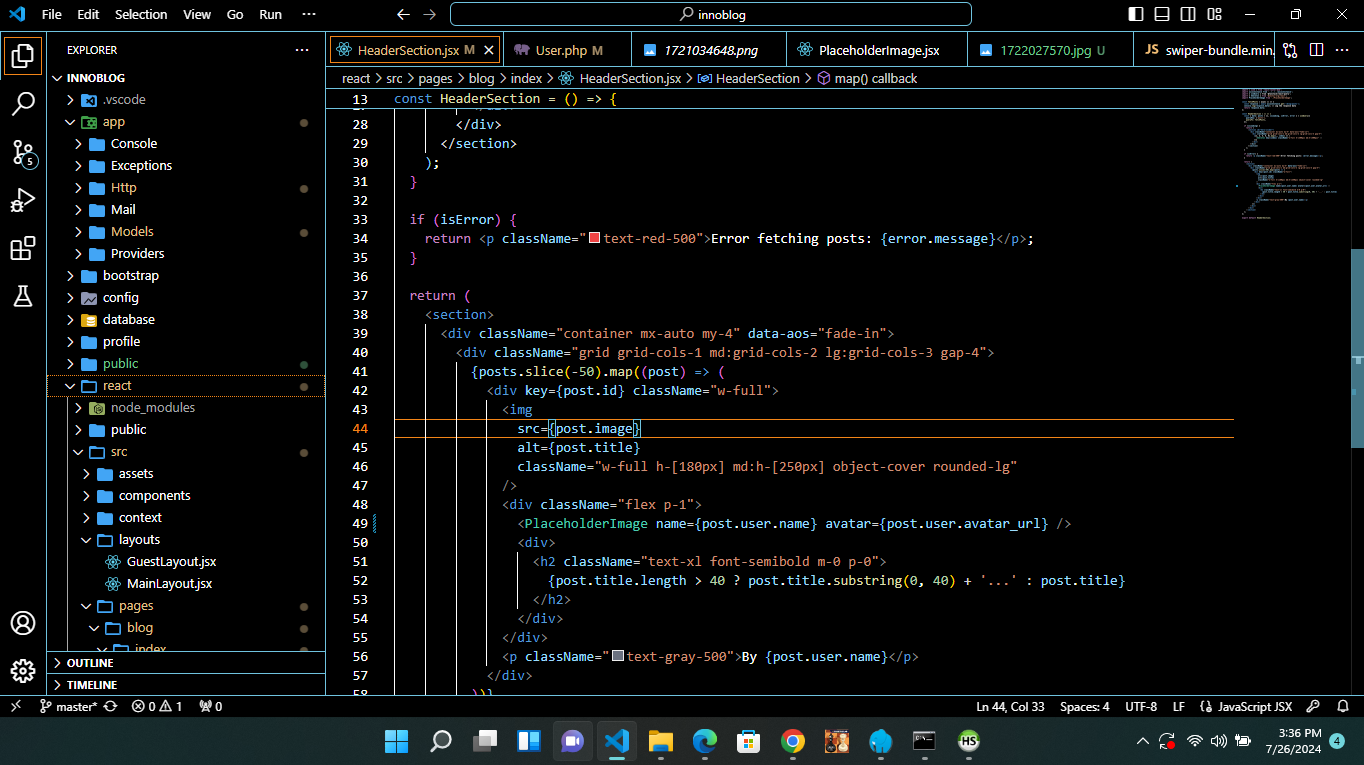 File Edit Selection View Go Run ··· innoblog
EXPLORER ···
HeaderSection.jsx M User.php M 1721034648.png PlaceholderImage.jsx 1722027570.jpg U JS swiper-bundle.min.
react > src > pages > blog > index > HeaderSection.jsx > HeaderSection > map() callback
INNOBLOG
.vscode
app
Console
Exceptions
Http
Mail
Models
Providers
bootstrap
config
database
profile
public
react
node_modules
public
src
assets
components
context
layouts
GuestLayout.jsx
MainLayout.jsx
pages
blog
index
OUTLINE
TIMELINE
5
13 const HeaderSection = () => {
28 </div>
29 </section>
30 );
31 }
32
33 if (isError) {
34 return <p className="text-red-500">Error fetching posts: {error.message}</p>;
35 }
36
37 return (
38 <section>
39 <div className="container mx-auto my-4" data-aos="fade-in">
40 <div className="grid grid-cols-1 md:grid-cols-2 lg:grid-cols-3 gap-4">
41 {posts.slice(-50).map((post) => (
42 <div key={post.id} className="w-full">
43 <img
44 src={post.image}
45 alt={post.title}
46 className="w-full h-[180px] md:h-[250px] object-cover rounded-lg"
47 />
48 <div className="flex p-1">
49 <PlaceholderImage name={post.user.name} avatar={post.user.avatar_url} />
50 <div>
51 <h2 className="text-xl font-semibold m-0 p-0">
52 {post.title.length > 40 ? post.title.substring(0, 40) + '...' : post.title}
53 </h2>
54 </div>
55 </div>
56 <p className="text-gray-500">By {post.user.name}</p>
57 </div>
58 ))}
master* 0 1 0 Ln 44, Col 33 Spaces: 4 UTF-8 LF {} JavaScript JSX
HS
3:36 PM
7/26/2024 4